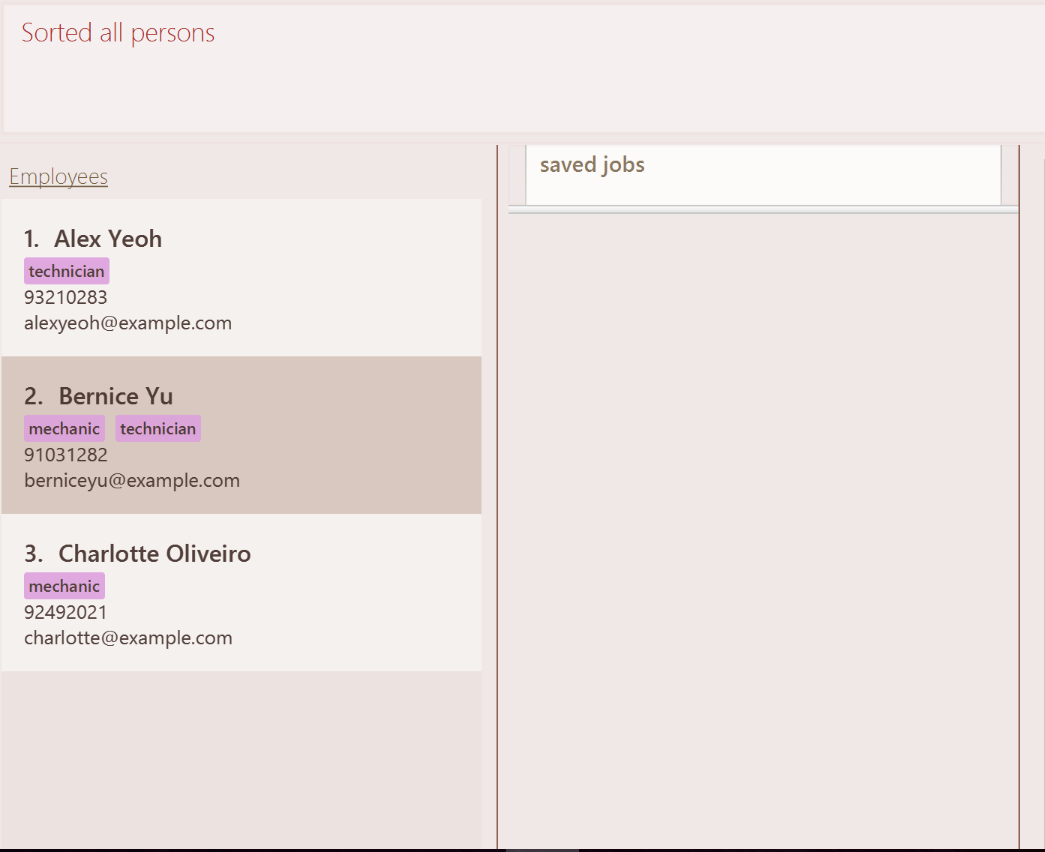 Sorted all persons
Employees
1. Alex Yeoh
technician
93210283
alexyeoh@example.com
2. Bernice Yu
mechanic technician
91031282
berniceyu@example.com
3. Charlotte Oliveiro
mechanic
92492021
charlotte@example.com
saved jobs